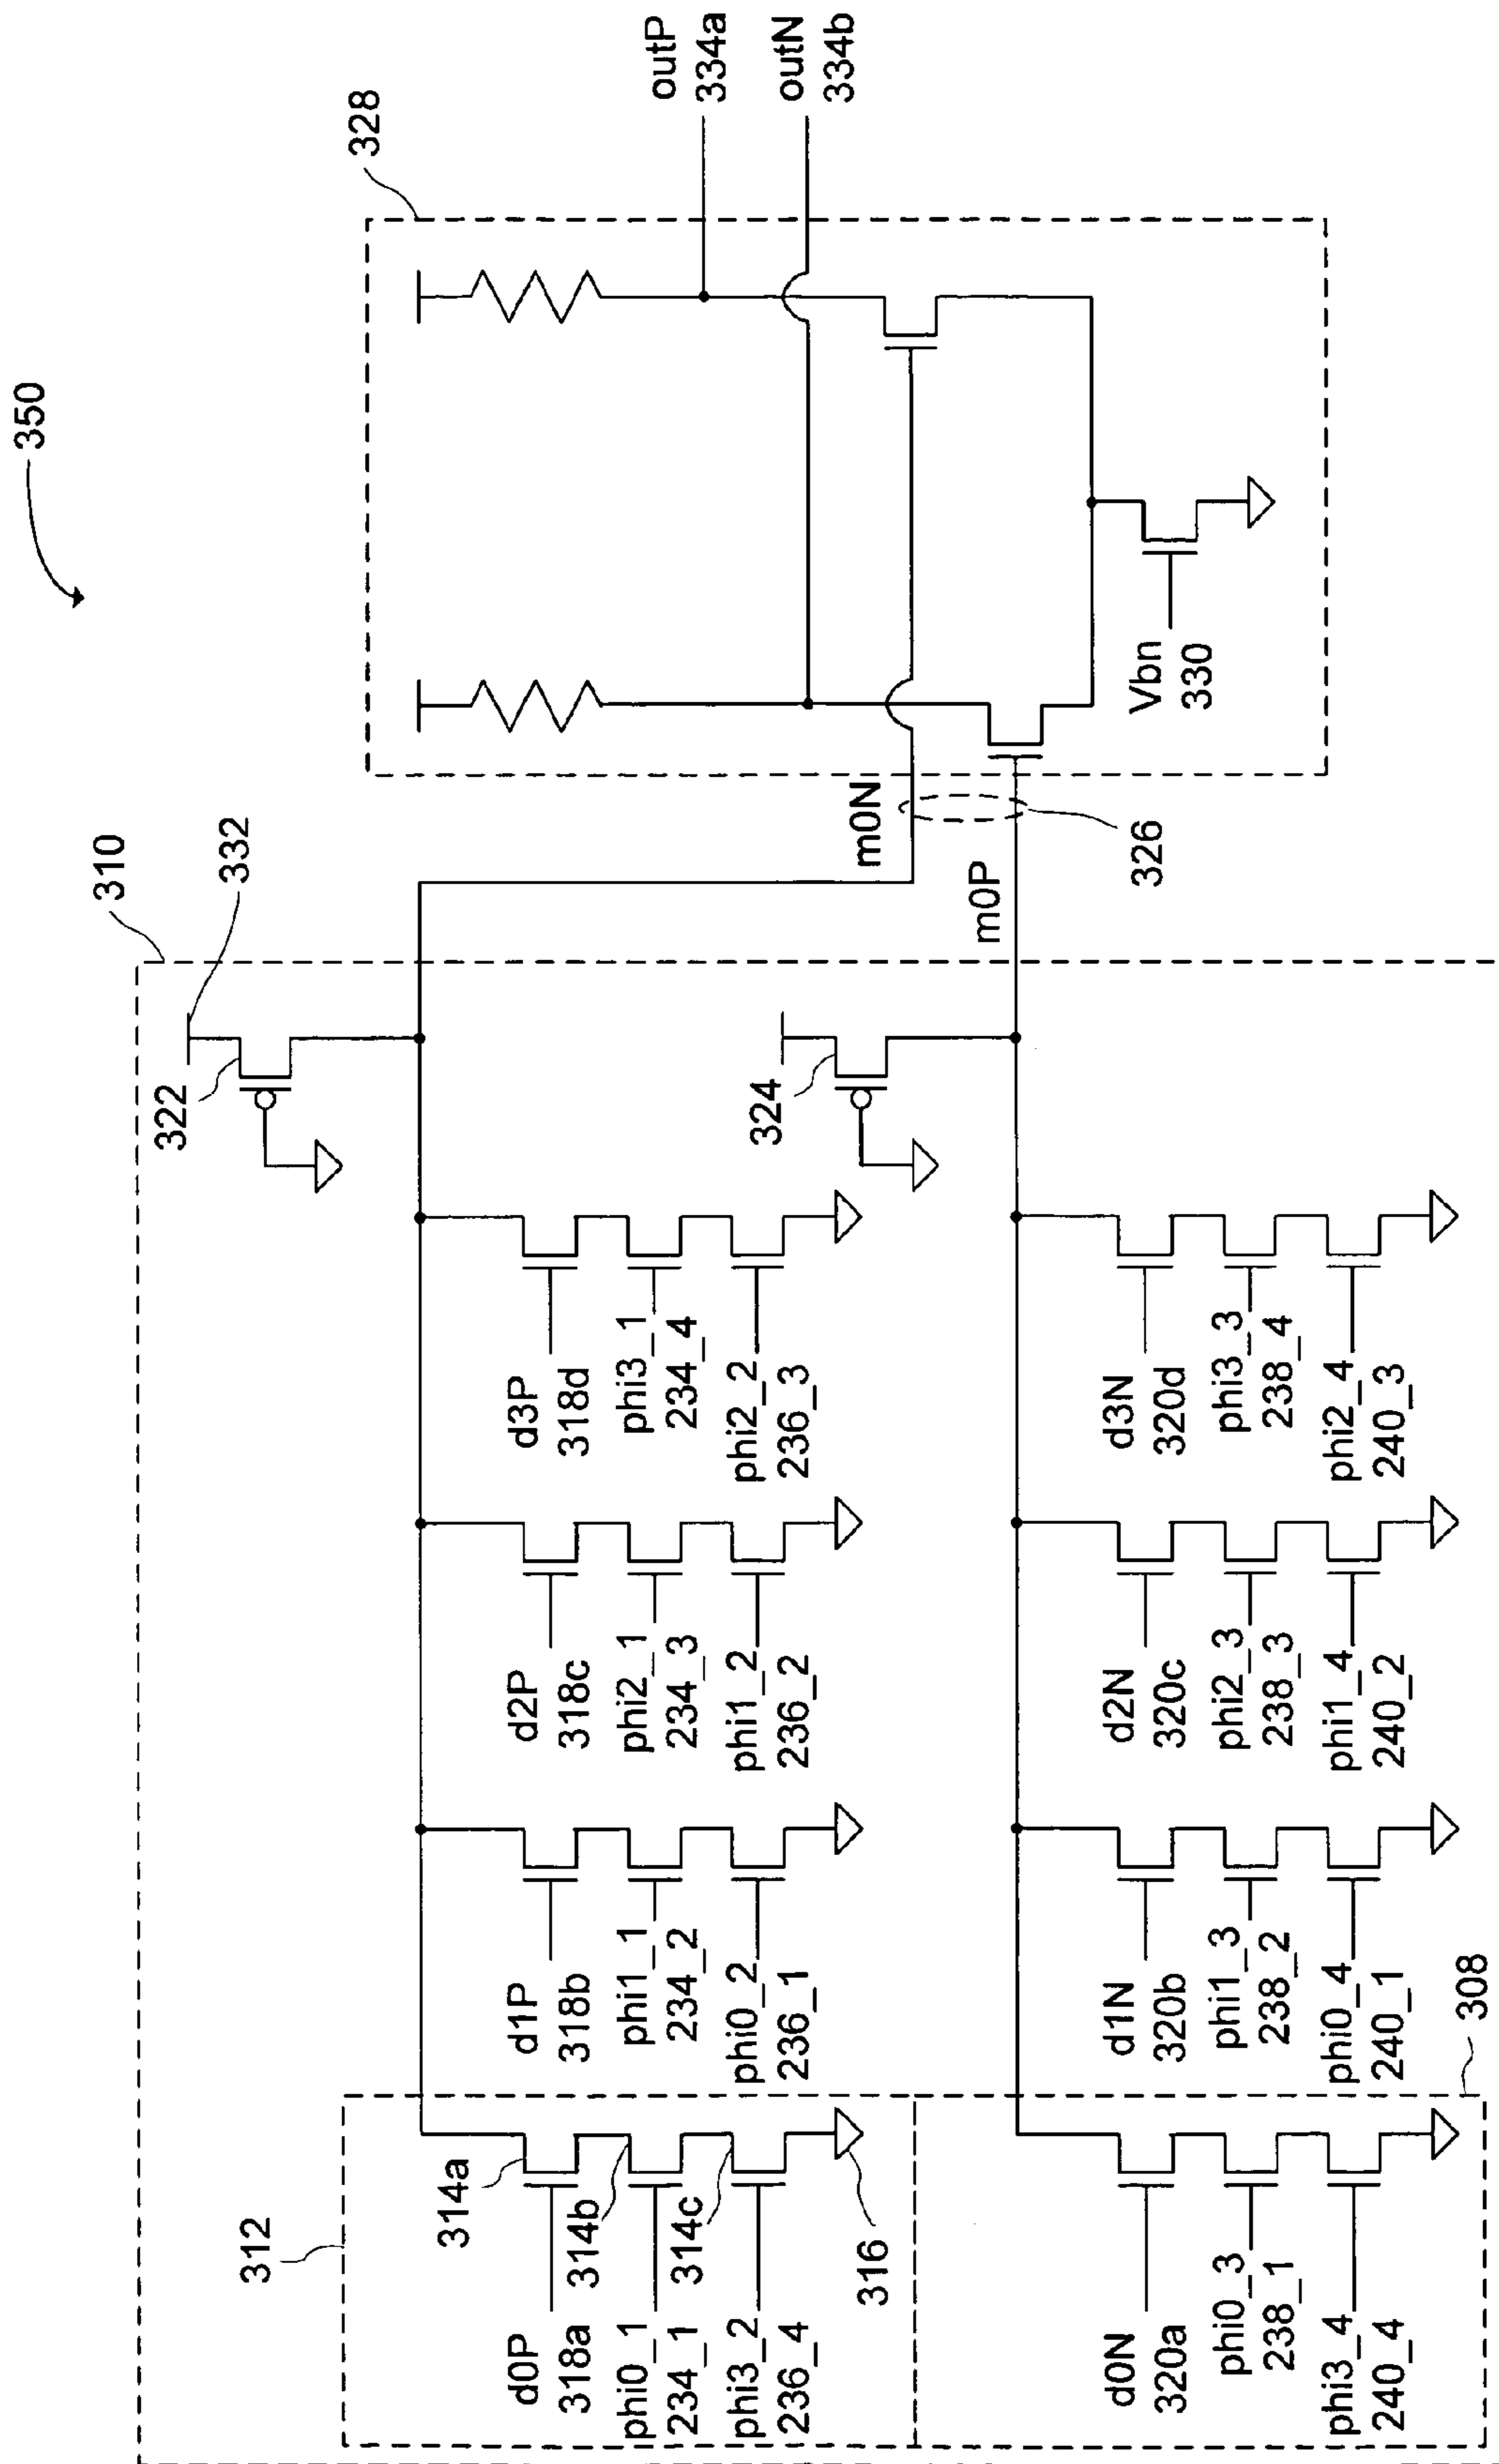 350
310
332
322
328
outP
334a
outN
334b
m0N
m0P
326
Vbn
330
324
312
314a
314b
314c
316
d0P
318a
phi0_1
234_1
phi3_2
236_4
d1P
318b
phi1_1
234_2
phi0_2
236_1
d2P
318c
phi2_1
234_3
phi1_2
236_2
d3P
318d
phi3_1
234_4
phi2_2
236_3
d0N
320a
phi0_3
238_1
phi3_4
240_4
308
d1N
320b
phi1_3
238_2
phi0_4
240_1
d2N
320c
phi2_3
238_3
phi1_4
240_2
d3N
320d
phi3_3
238_4
phi2_4
240_3